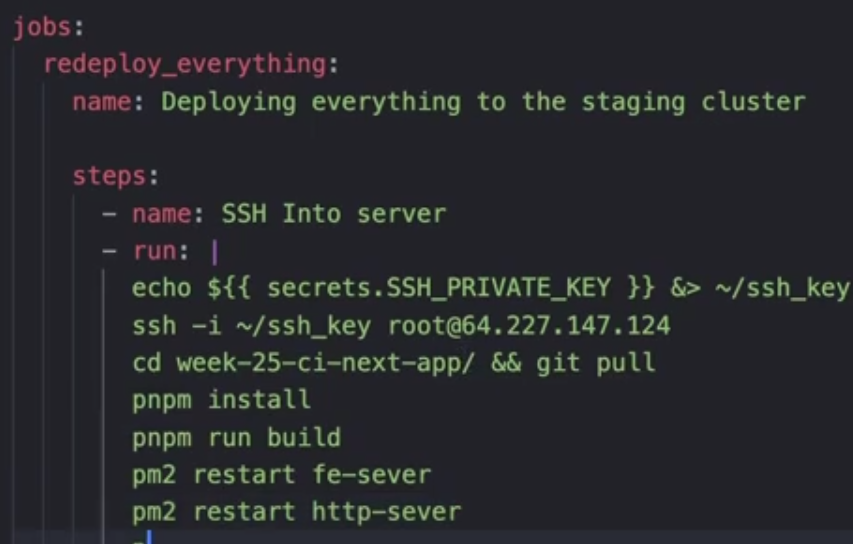 jobs:
redeploy_everything:
name: Deploying everything to the staging cluster
steps:
- name: SSH Into server
- run: |
echo ${{ secrets.SSH_PRIVATE_KEY }} &> ~/ssh_key
ssh -i ~/ssh_key root@64.227.147.124
cd week-25-ci-next-app/ && git pull
pnpm install
pnpm run build
pm2 restart fe-sever
pm2 restart http-sever